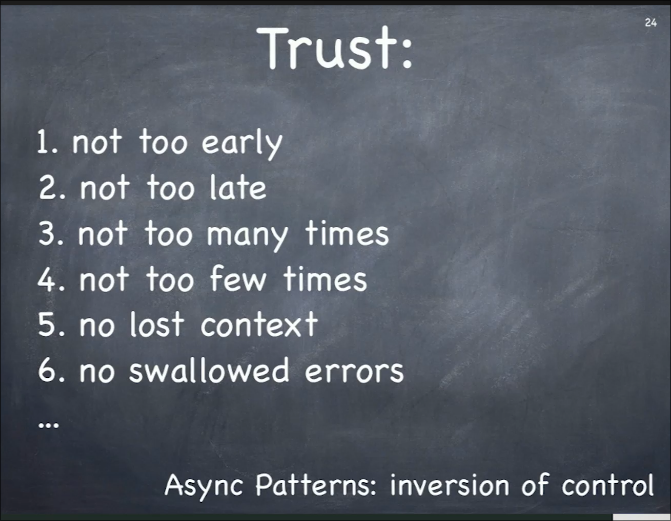 24
Trust:
1. not too early
2. not too late
3. not too many times
4. not too few times
5. no lost context
6. no swallowed errors
...
Async Patterns: inversion of control